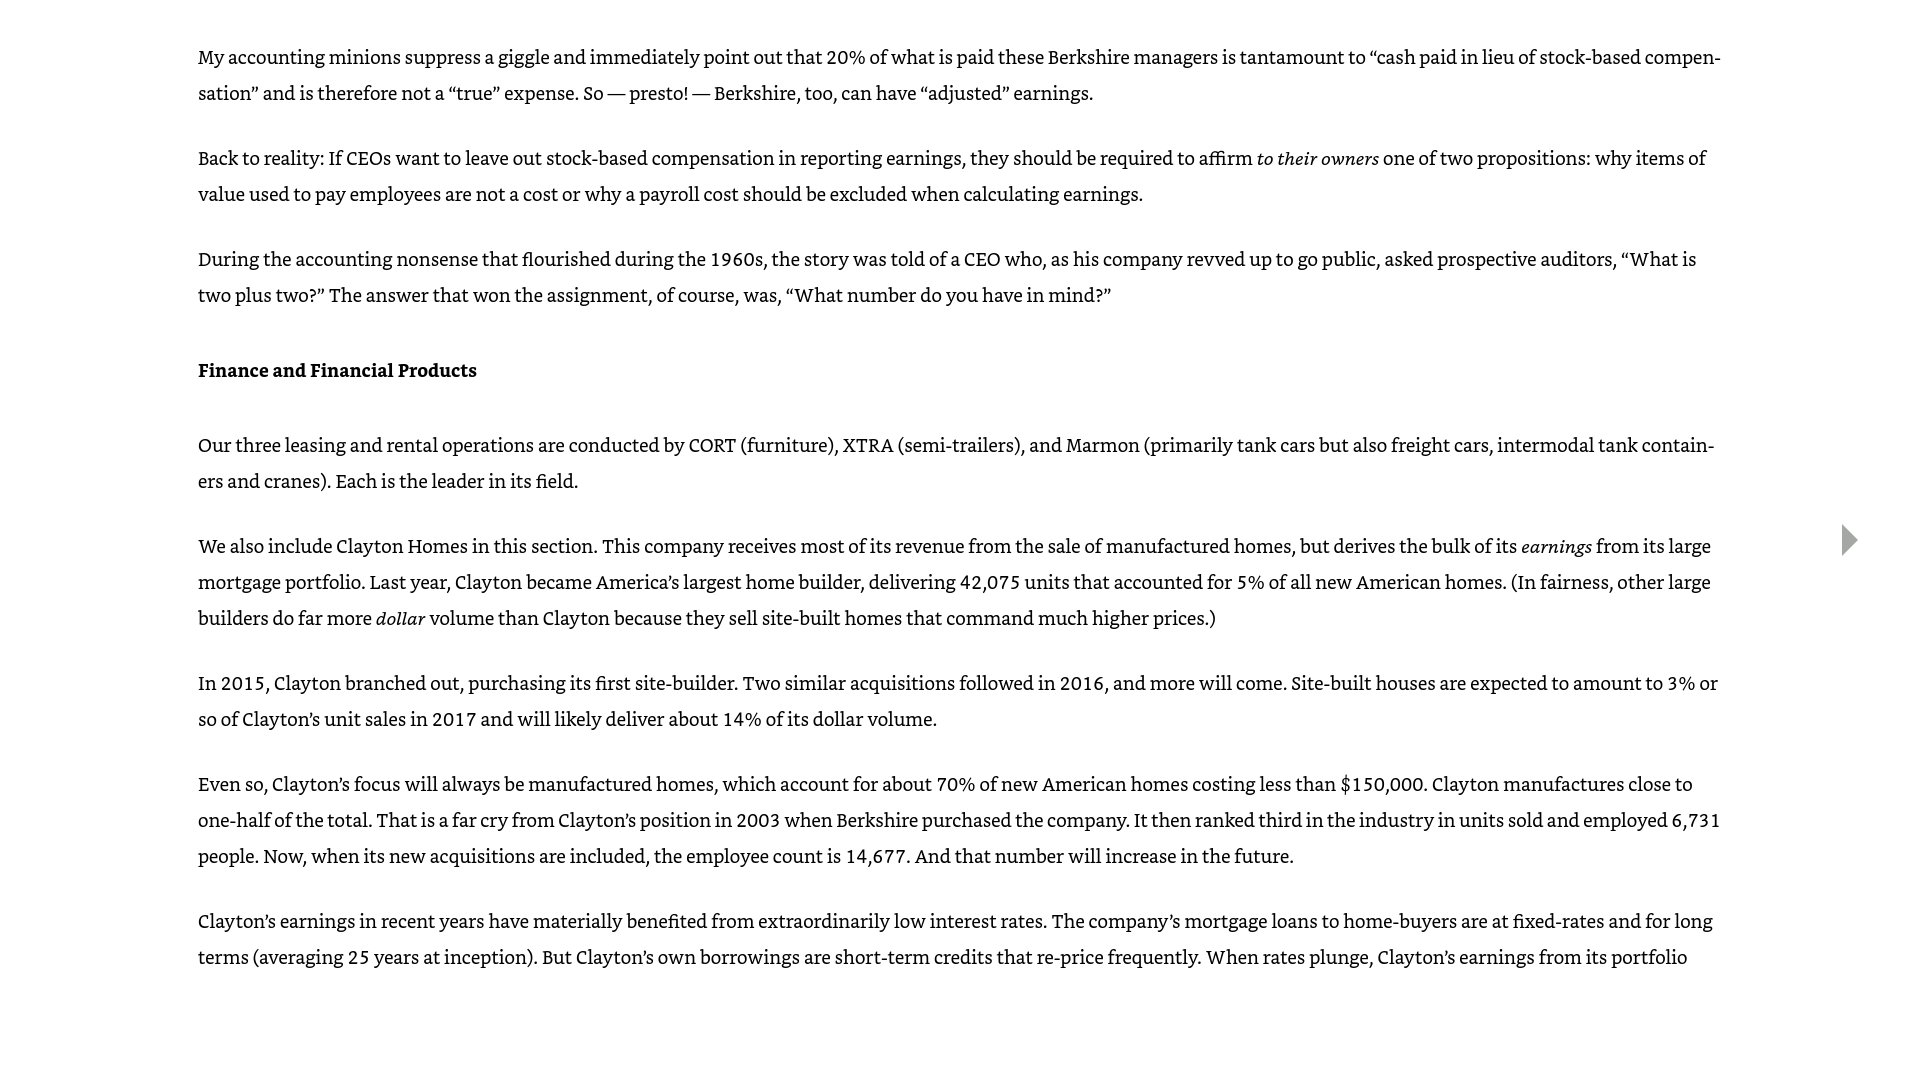 My accounting minions suppress a giggle and immediately point out that 20% of what is paid these Berkshire managers is tantamount to “cash paid in lieu of stock-based compen-
sation” and is therefore not a “true” expense. So — presto! — Berkshire, too, can have “adjusted” earnings.
Back to reality: If CEOs want to leave out stock-based compensation in reporting earnings, they should be required to affirm to their owners one of two propositions: why items of
value used to pay employees are not a cost or why a payroll cost should be excluded when calculating earnings.
During the accounting nonsense that flourished during the 1960s, the story was told of a CEO who, as his company revved up to go public, asked prospective auditors, “What is
two plus two?” The answer that won the assignment, of course, was, “What number do you have in mind?”
Finance and Financial Products
Our three leasing and rental operations are conducted by CORT (furniture), XTRA (semi-trailers), and Marmon (primarily tank cars but also freight cars, intermodal tank contain-
ers and cranes). Each is the leader in its field.
We also include Clayton Homes in this section. This company receives most of its revenue from the sale of manufactured homes, but derives the bulk of its earnings from its large
mortgage portfolio. Last year, Clayton became America’s largest home builder, delivering 42,075 units that accounted for 5% of all new American homes. (In fairness, other large
builders do far more dollar volume than Clayton because they sell site-built homes that command much higher prices.)
In 2015, Clayton branched out, purchasing its first site-builder. Two similar acquisitions followed in 2016, and more will come. Site-built houses are expected to amount to 3% or
so of Clayton’s unit sales in 2017 and will likely deliver about 14% of its dollar volume.
Even so, Clayton’s focus will always be manufactured homes, which account for about 70% of new American homes costing less than $150,000. Clayton manufactures close to
one-half of the total. That is a far cry from Clayton’s position in 2003 when Berkshire purchased the company. It then ranked third in the industry in units sold and employed 6,731
people. Now, when its new acquisitions are included, the employee count is 14,677. And that number will increase in the future.
Clayton’s earnings in recent years have materially benefited from extraordinarily low interest rates. The company’s mortgage loans to home-buyers are at fixed-rates and for long
terms (averaging 25 years at inception). But Clayton’s own borrowings are short-term credits that re-price frequently. When rates plunge, Clayton’s earnings from its portfolio